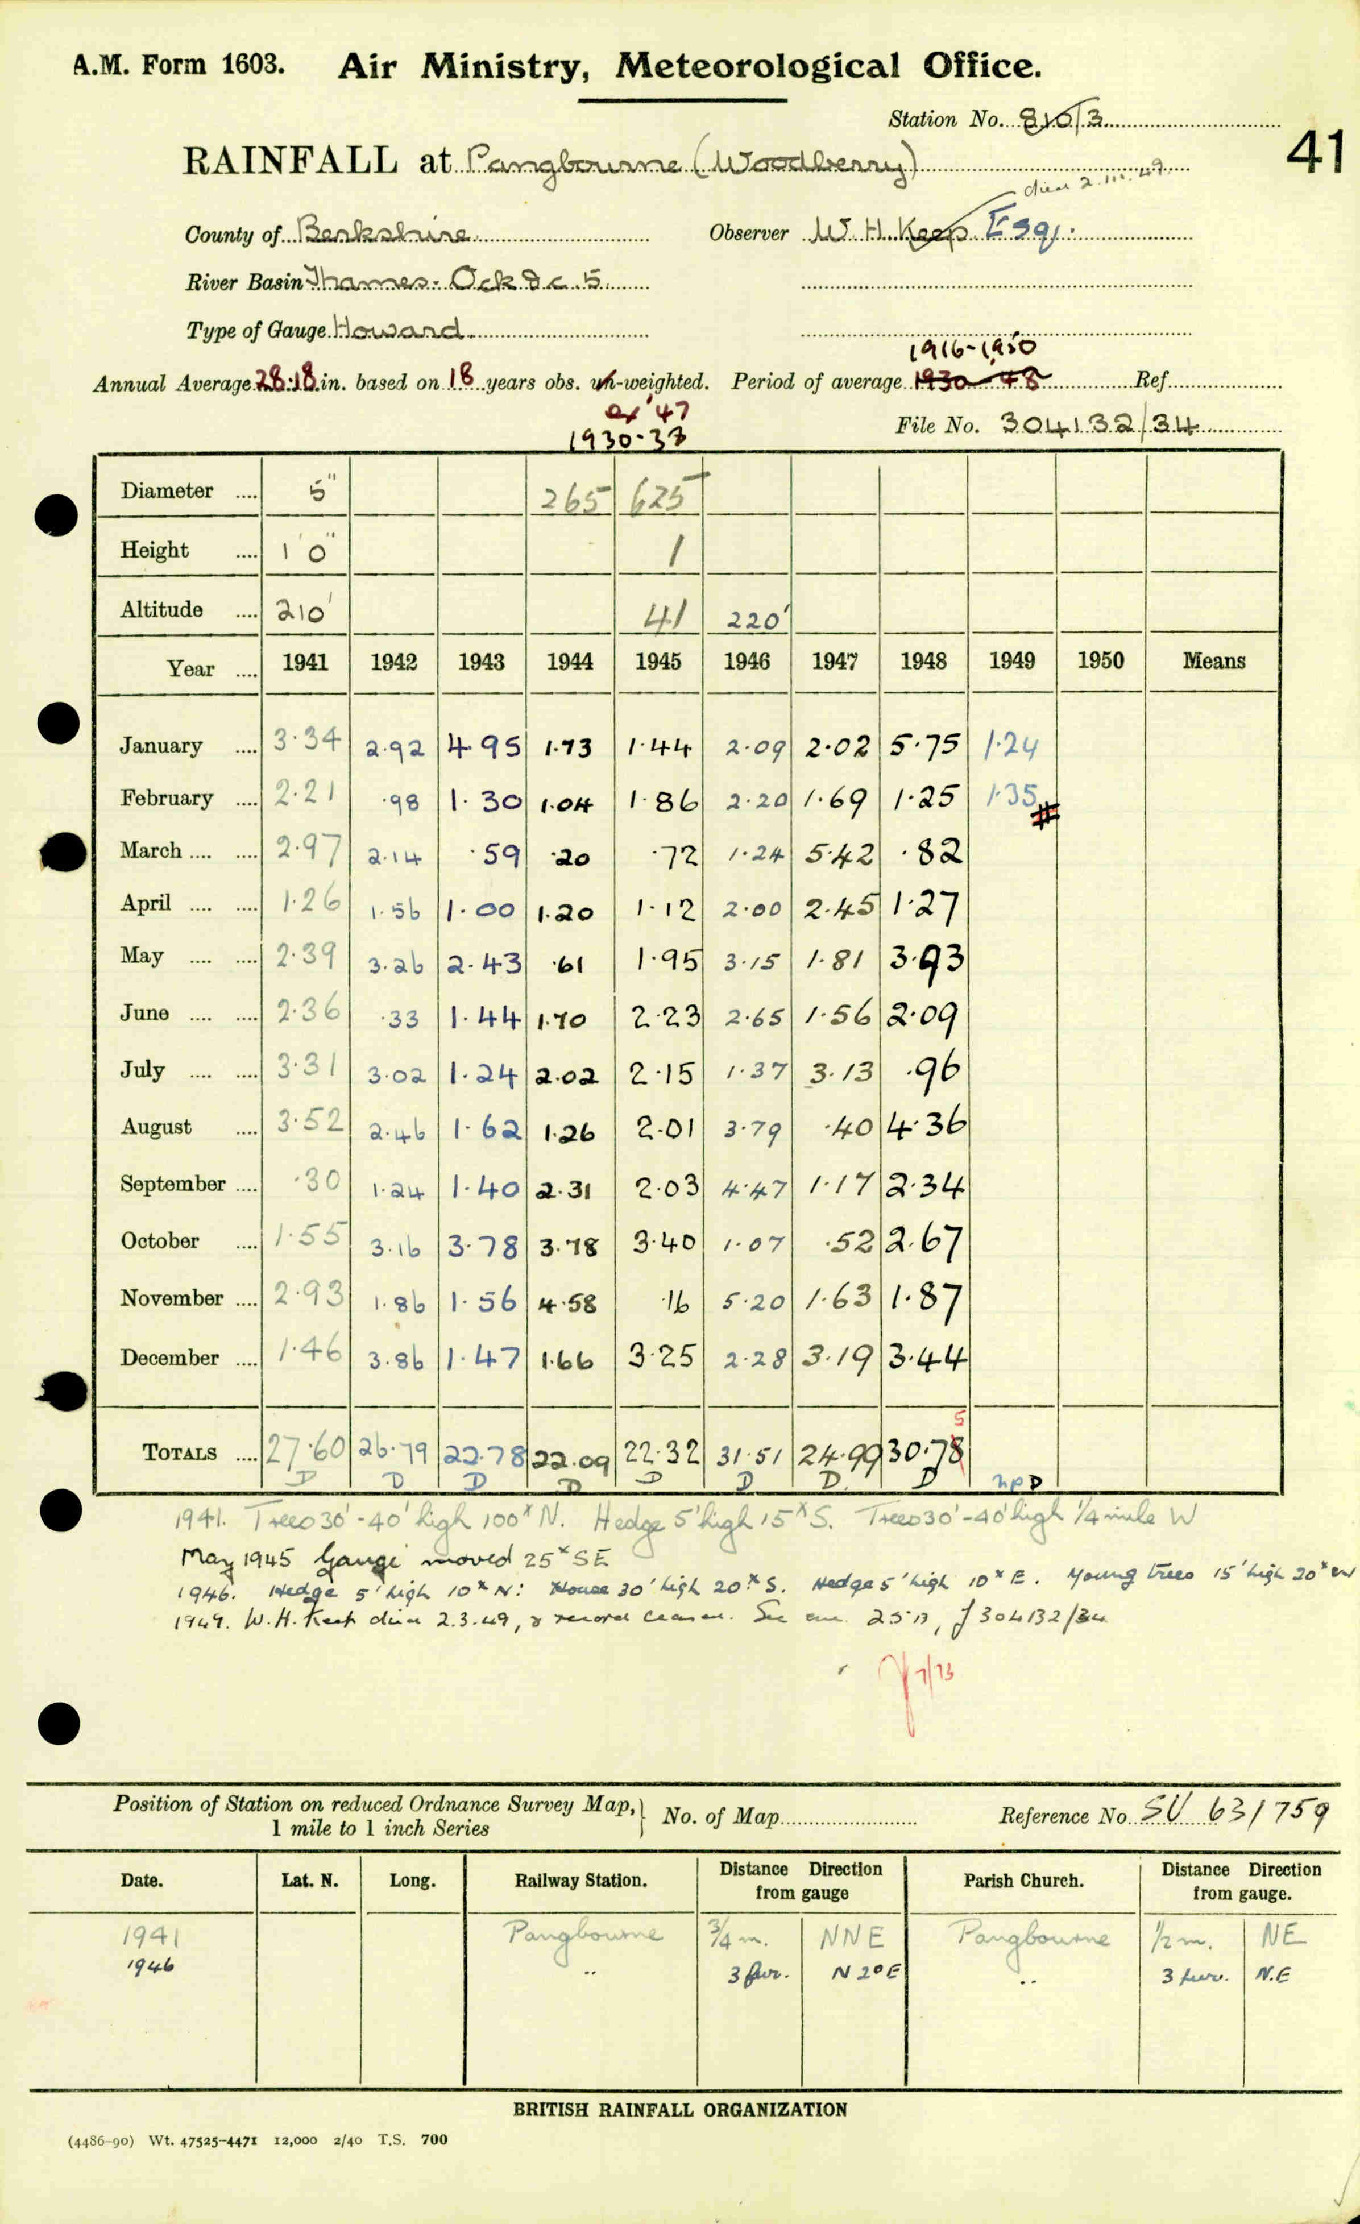 A.M. Form 1603. Air Ministry, Meteorological Office.
Station No. 810/3
41
RAINFALL at Pangbourne (Woodberry)
died 2.III.49.
County of Berkshire Observer W. H. Keep Esq.
River Basin Thames - Ock &c 5
Type of Gauge Howard
1916-1950
Annual Average 28.18 in. based on 18 years obs. un-weighted. Period of average 1930-48 Ref
ex '47
1930-38
File No. 304132/34
Diameter .... 5" 265 625
Height .... 1' 0" 1
Altitude .... 210' 41 220'
Year .... 1941 1942 1943 1944 1945 1946 1947 1948 1949 1950 Means
January .... 3.34 2.92 4.95 1.73 1.44 2.09 2.02 5.75 1.24
February .... 2.21 .98 1.30 1.04 1.86 2.20 1.69 1.25 1.35 #
March .... .... 2.97 2.14 .59 .20 .72 1.24 5.42 .82
April .... .... 1.26 1.56 1.00 1.20 1.12 2.00 2.45 1.27
May .... .... 2.39 3.26 2.43 .61 1.95 3.15 1.81 3.93
June .... .... 2.36 .33 1.44 1.70 2.23 2.65 1.56 2.09
July .... .... 3.31 3.02 1.24 2.02 2.15 1.37 3.13 .96
August .... 3.52 2.46 1.62 1.26 2.01 3.79 .40 4.36
September .... .30 1.24 1.40 2.31 2.03 4.47 1.17 2.34
October .... 1.55 3.16 3.78 3.78 3.40 1.07 .52 2.67
November .... 2.93 1.86 1.56 4.58 .16 5.20 1.63 1.87
December .... 1.46 3.86 1.47 1.66 3.25 2.28 3.19 3.44
5
TOTALS .... 27.60 26.79 22.78 22.09 22.32 31.51 24.99 30.78
D D D D D D D D npD
1941. Trees 30'-40' high 100x N. Hedge 5' high 15x S. Trees 30'-40' high 1/4 mile W
May 1945 Gauge moved 25x SE
1946. Hedge 5' high 10x N: House 30' high 20x S. Hedge 5' high 10x E. Young trees 15' high 20x W
1949. W. H. Keep died 2.3.49, & record ceased. See 304132/34
7/73
Position of Station on reduced Ordnance Survey Map, } No. of Map Reference No. SU 631759
1 mile to 1 inch Series
Date. Lat. N. Long. Railway Station. Distance Direction from gauge Parish Church. Distance Direction from gauge.
1941 Pangbourne 3/4 m. NNE Pangbourne 1/2 m. NE
1946 " 3 fur. N 2° E " 3 fur. N.E
BRITISH RAINFALL ORGANIZATION
(4486-90) Wt. 47525-4471 12,000 2/40 T.S. 700